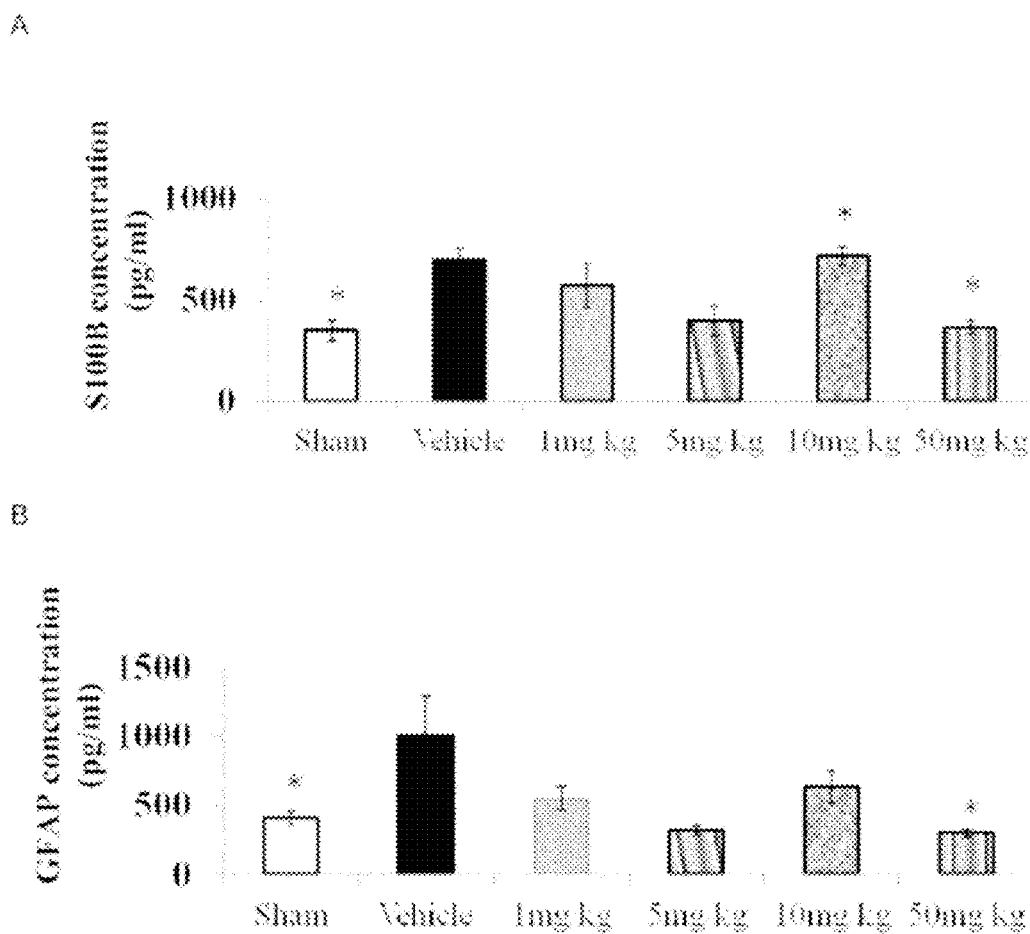 A
S100B concentration
(pg/ml)
1000
500
0
*
*
*
Sham Vehicle 1mg kg 5mg kg 10mg kg 50mg kg
B
GFAP concentration
(pg/ml)
1500
1000
500
0
*
*
Sham Vehicle 1mg kg 5mg kg 10mg kg 50mg kg